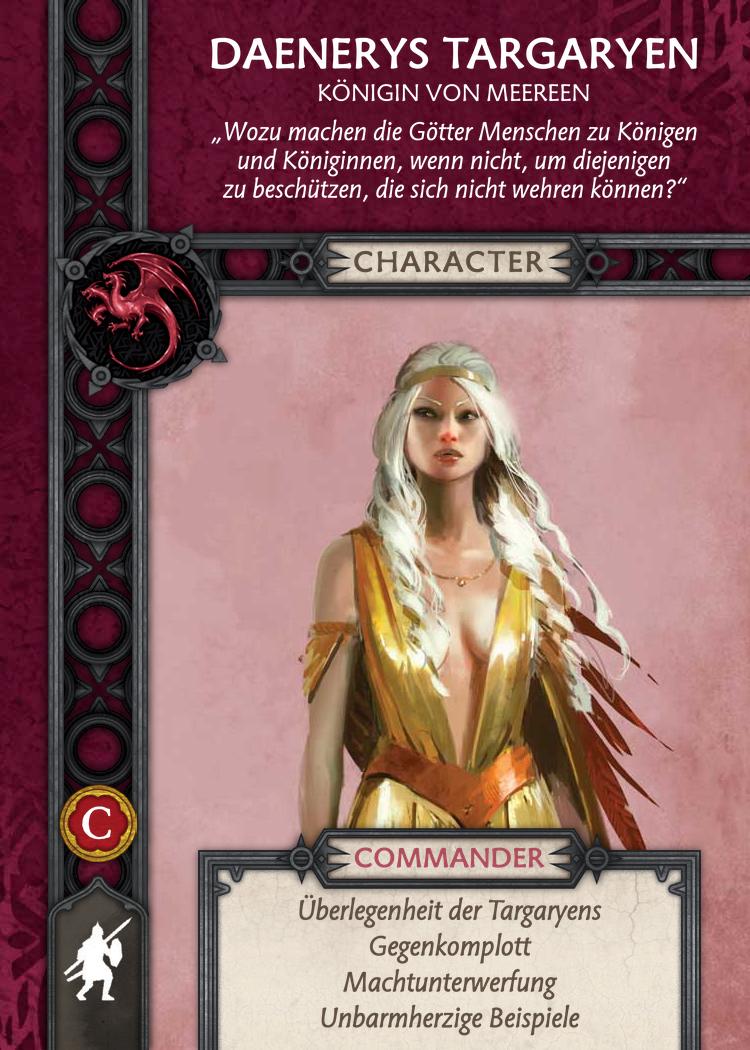 DAENERYS TARGARYEN
KÖNIGIN VON MEEREEN
„Wozu machen die Götter Menschen zu Königen
und Königinnen, wenn nicht, um diejenigen
zu beschützen, die sich nicht wehren können?“
CHARACTER
C
COMMANDER
Überlegenheit der Targaryens
Gegenkomplott
Machtunterwerfung
Unbarmherzige Beispiele